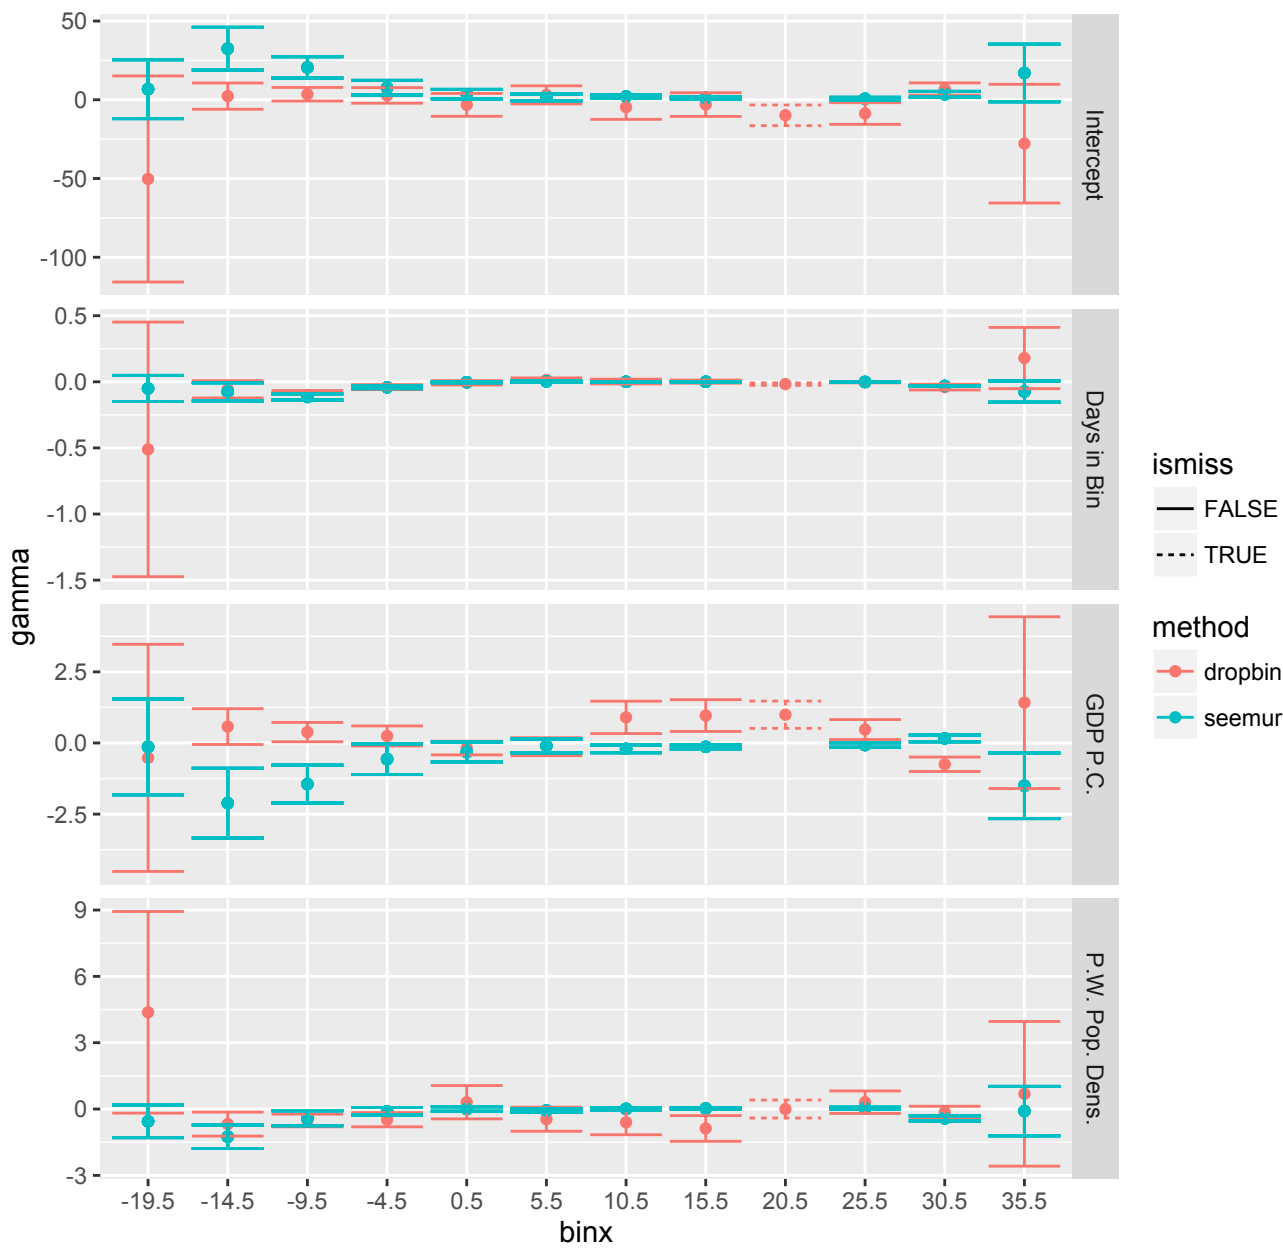 50
0
-50
-100
Intercept
0.5
0.0
-0.5
-1.0
-1.5
Days in Bin
2.5
0.0
-2.5
GDP P.C.
9
6
3
0
-3
P.W. Pop. Dens.
gamma
-19.5 -14.5 -9.5 -4.5 0.5 5.5 10.5 15.5 20.5 25.5 30.5 35.5
binx
ismiss
FALSE
TRUE
method
dropbin
seemur